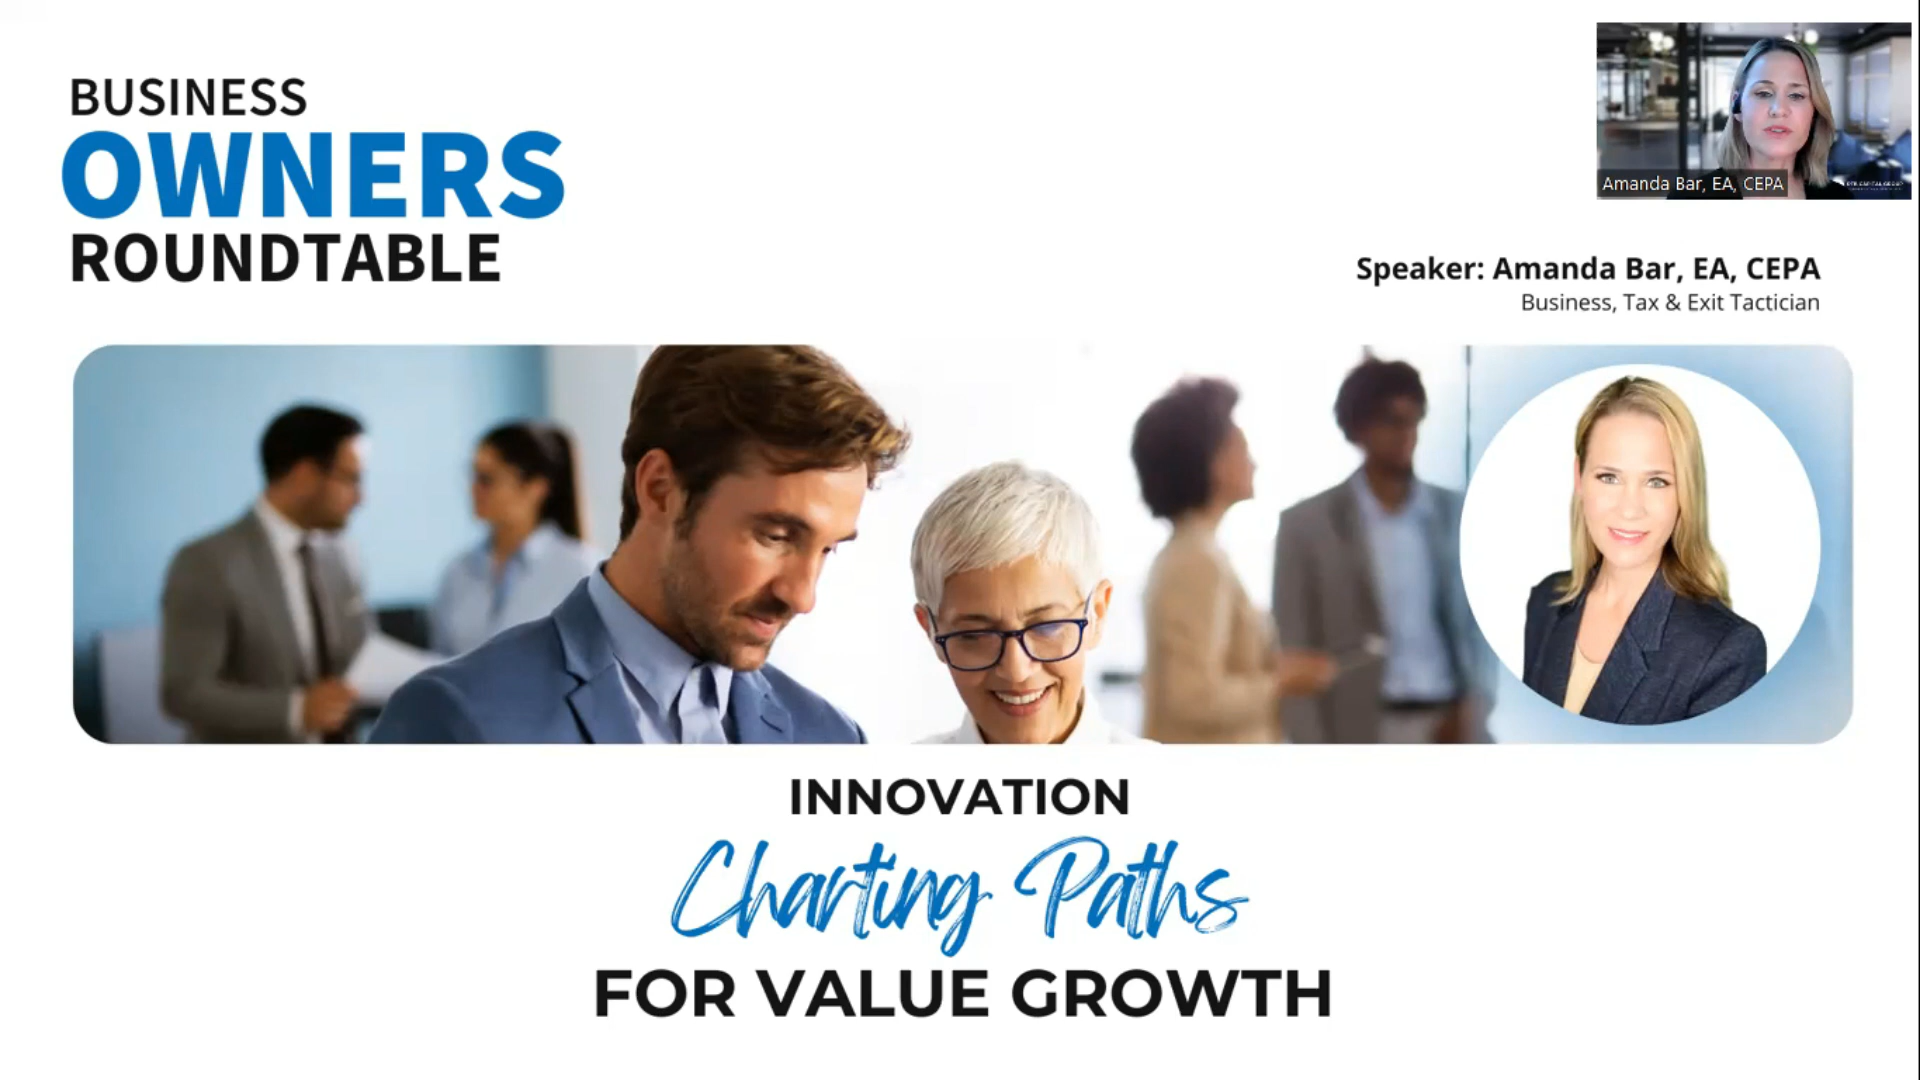 BUSINESS
OWNERS
ROUNDTABLE
Amanda Bar, EA, CEPA
Speaker: Amanda Bar, EA, CEPA
Business, Tax & Exit Tactician
INNOVATION
Charting Paths
FOR VALUE GROWTH